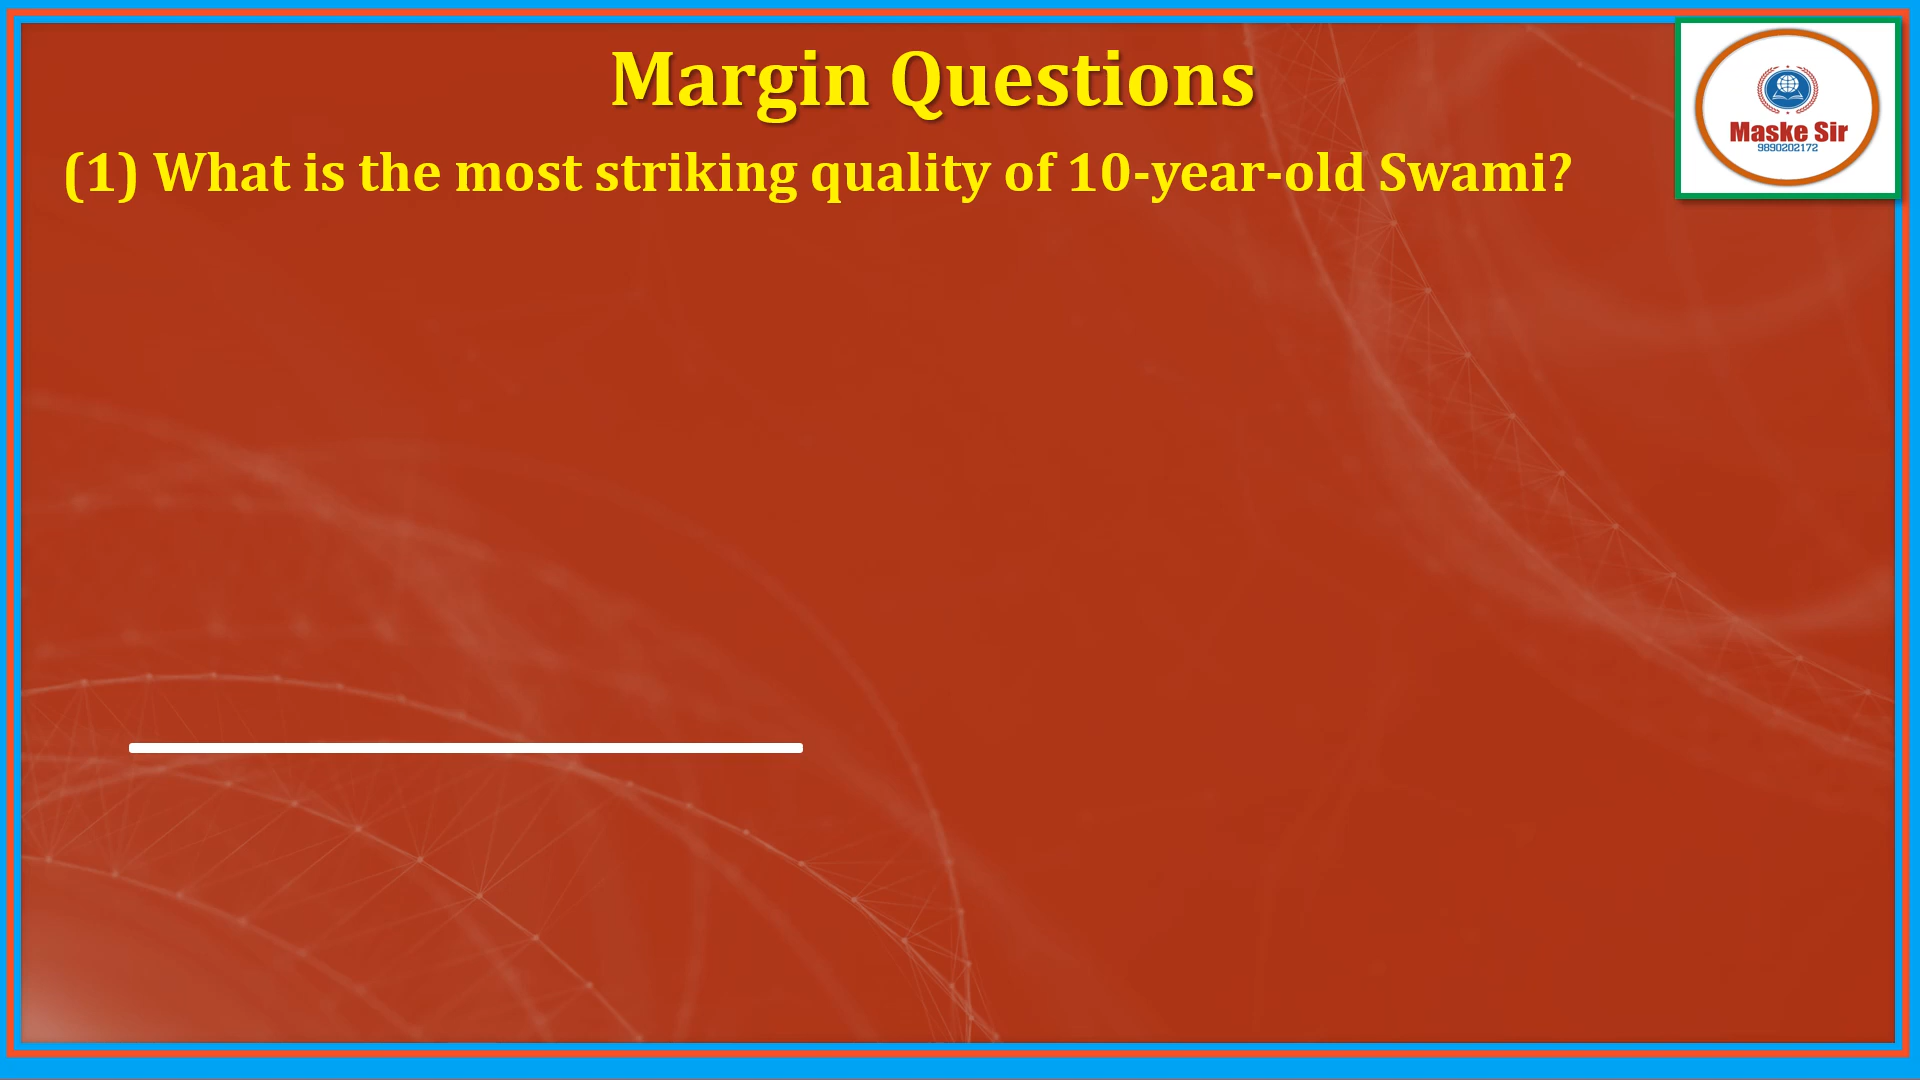 Margin Questions
(1) What is the most striking quality of 10-year-old Swami?
Maske Sir
9890202172